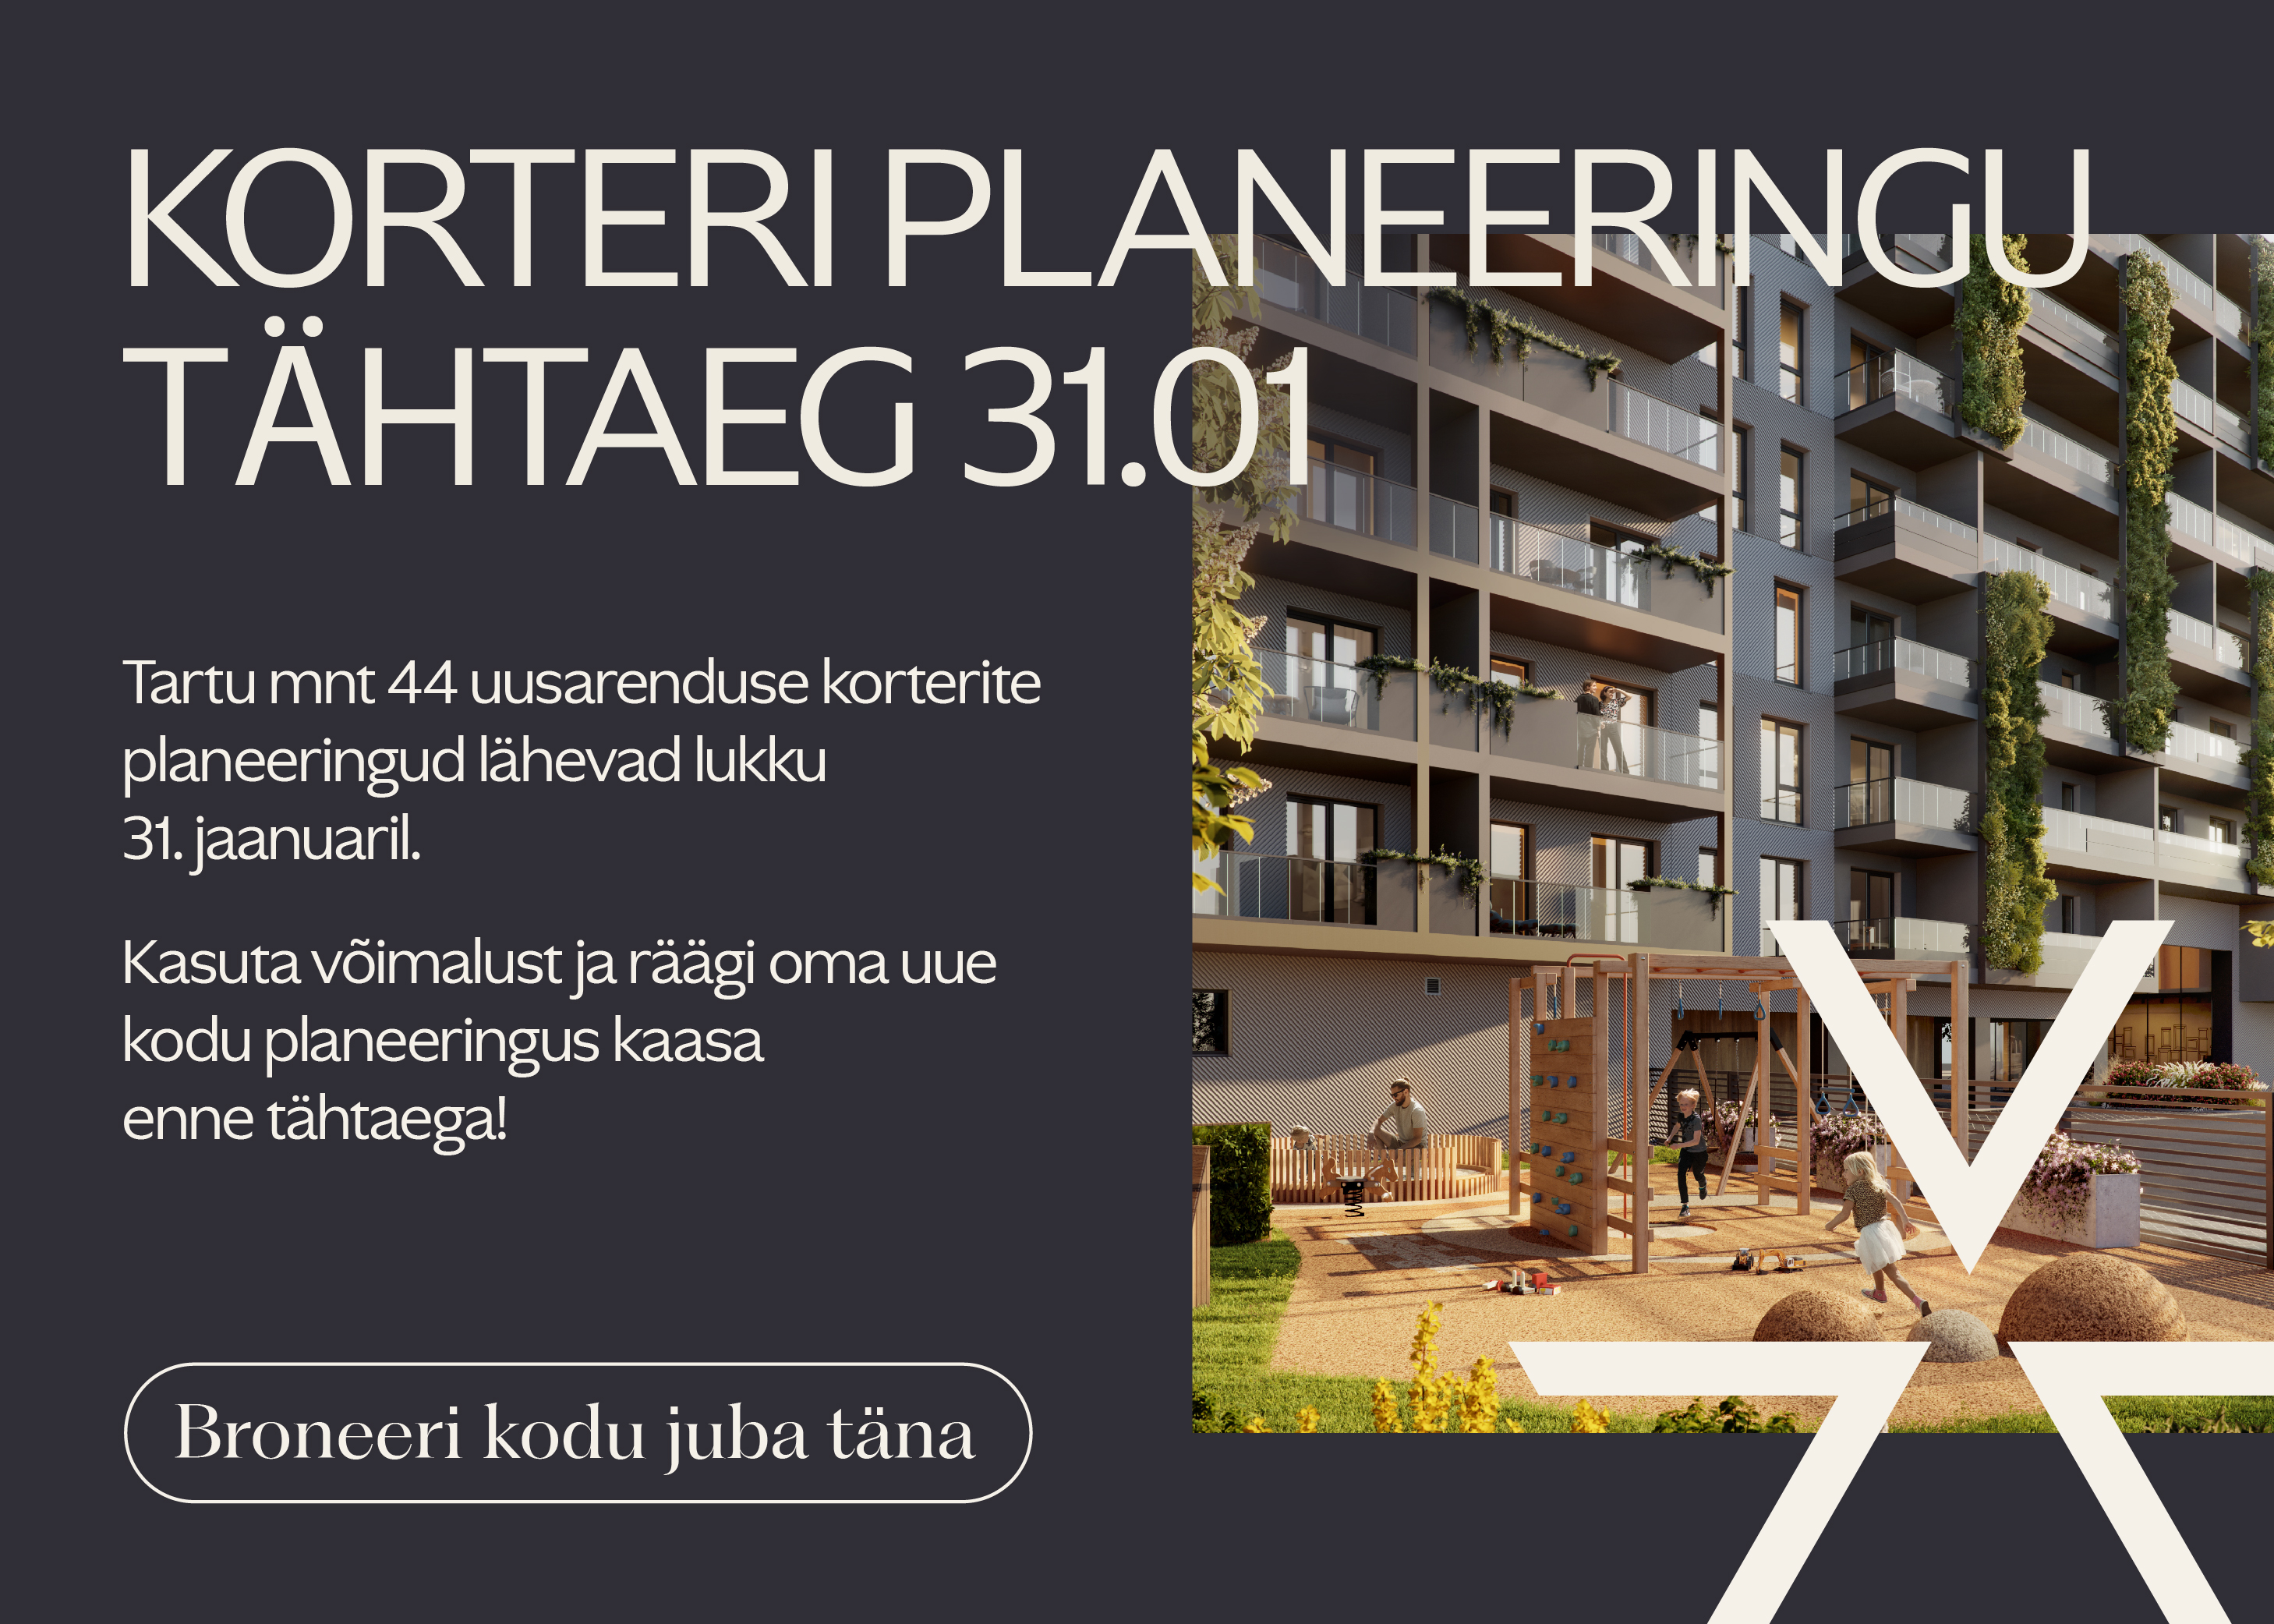 KORTERI PLANEERINGU
TÄHTAEG 31.01
Tartu mnt 44 uusarenduse korterite
planeeringud lähevad lukku
31. jaanuaril.
Kasuta võimalust ja räägi oma uue
kodu planeeringus kaasa
enne tähtaega!
Broneeri kodu juba täna